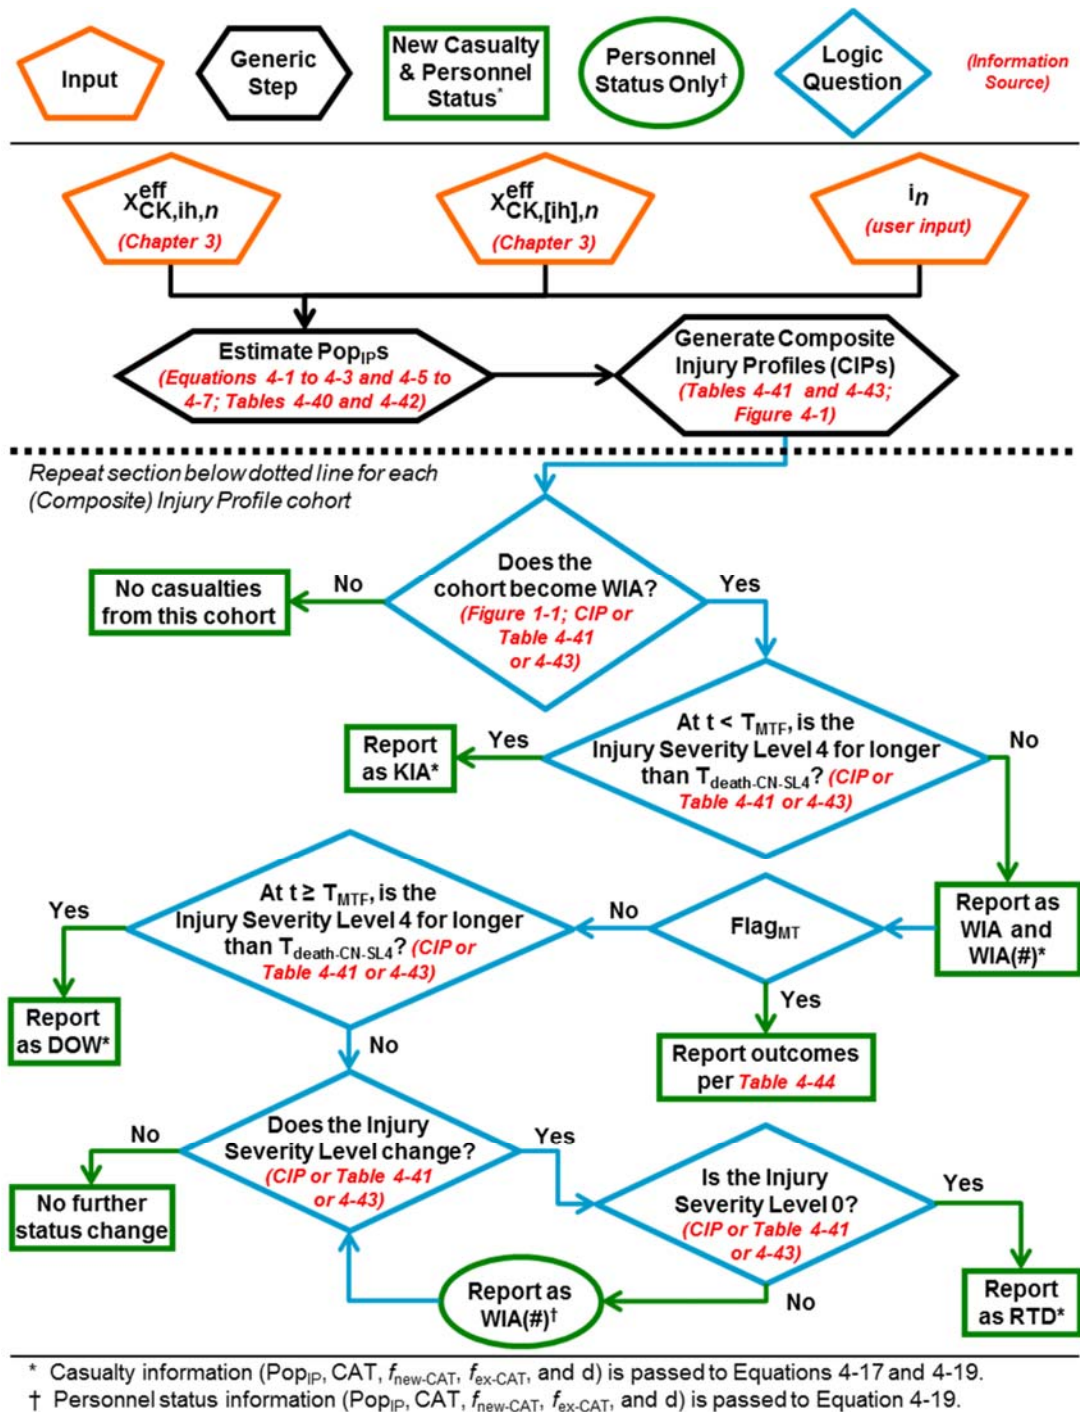 Input
Generic
Step
New Casualty
& Personnel
Status*
Personnel
Status Only†
Logic
Question
(Information
Source)
X^eff_CK,ih,n
(Chapter 3)
X^eff_CK,[ih],n
(Chapter 3)
i_n
(user input)
Estimate Pop_IPs
(Equations 4-1 to 4-3 and 4-5 to
4-7; Tables 4-40 and 4-42)
Generate Composite
Injury Profiles (CIPs)
(Tables 4-41 and 4-43;
Figure 4-1)
Repeat section below dotted line for each
(Composite) Injury Profile cohort
Does the
cohort become WIA?
(Figure 1-1; CIP or
Table 4-41
or 4-43)
No
Yes
No casualties
from this cohort
At t < T_MTF, is the
Injury Severity Level 4 for longer
than T_death-CN-SL4? (CIP or
Table 4-41 or 4-43)
Yes
No
Report
as KIA*
Report as
WIA and
WIA(#)*
Flag_MT
No
Yes
Report outcomes
per Table 4-44
At t ≥ T_MTF, is the
Injury Severity Level 4 for longer
than T_death-CN-SL4? (CIP or
Table 4-41 or 4-43)
Yes
No
Report
as DOW*
Does the Injury
Severity Level change?
(CIP or Table 4-41
or 4-43)
No
Yes
No further
status change
Is the Injury
Severity Level 0?
(CIP or Table 4-41
or 4-43)
Yes
No
Report as
WIA(#)†
Report
as RTD*
* Casualty information (Pop_IP, CAT, f_new-CAT, f_ex-CAT, and d) is passed to Equations 4-17 and 4-19.
† Personnel status information (Pop_IP, CAT, f_new-CAT, f_ex-CAT, and d) is passed to Equation 4-19.